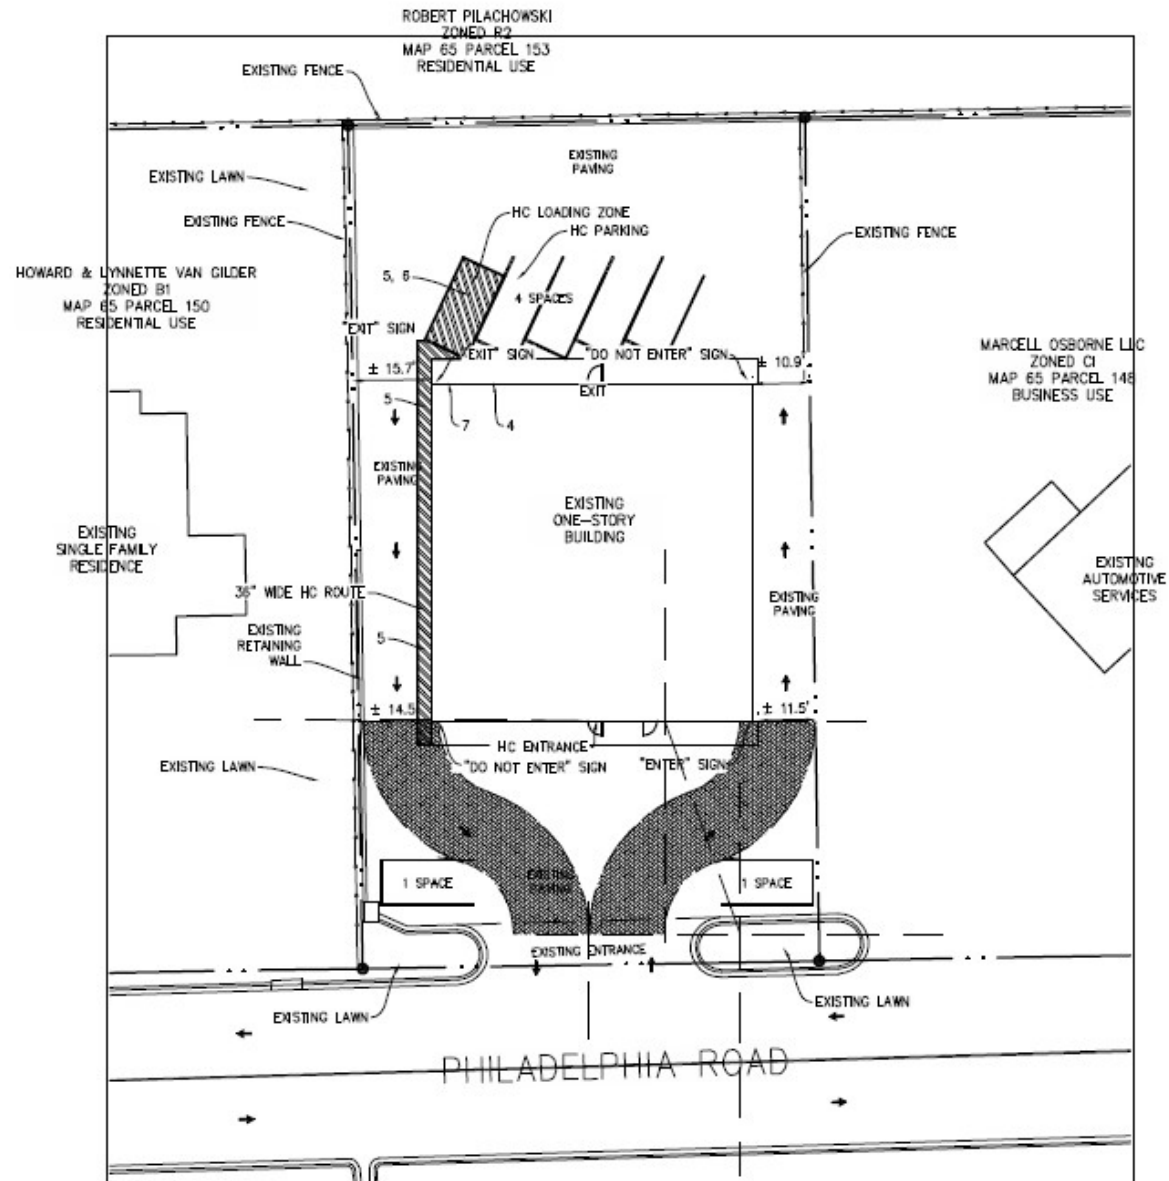 ROBERT PILACHOWSKI
ZONED R2
MAP 65 PARCEL 153
RESIDENTIAL USE
EXISTING FENCE
EXISTING
PAVING
EXISTING LAWN
EXISTING FENCE
HC LOADING ZONE
HC PARKING
EXISTING FENCE
HOWARD & LYNNETTE VAN GILDER
ZONED B1
MAP 65 PARCEL 150
RESIDENTIAL USE
5, 6
4 SPACES
"EXIT" SIGN
"EXIT" SIGN
"DO NOT ENTER" SIGN
MARCELL OSBORNE LLC
ZONED CI
MAP 65 PARCEL 148
BUSINESS USE
± 15.7'
± 10.9'
EXIT
5
7
4
EXISTING
PAVING
EXISTING
ONE-STORY
BUILDING
EXISTING
SINGLE FAMILY
RESIDENCE
EXISTING
AUTOMOTIVE
SERVICES
36" WIDE HC ROUTE
EXISTING
PAVING
EXISTING
RETAINING
WALL
5
± 14.5'
± 11.5'
HC ENTRANCE
"DO NOT ENTER" SIGN
"ENTER" SIGN
EXISTING LAWN
1 SPACE
EXISTING
PAVING
1 SPACE
EXISTING ENTRANCE
EXISTING LAWN
EXISTING LAWN
PHILADELPHIA ROAD